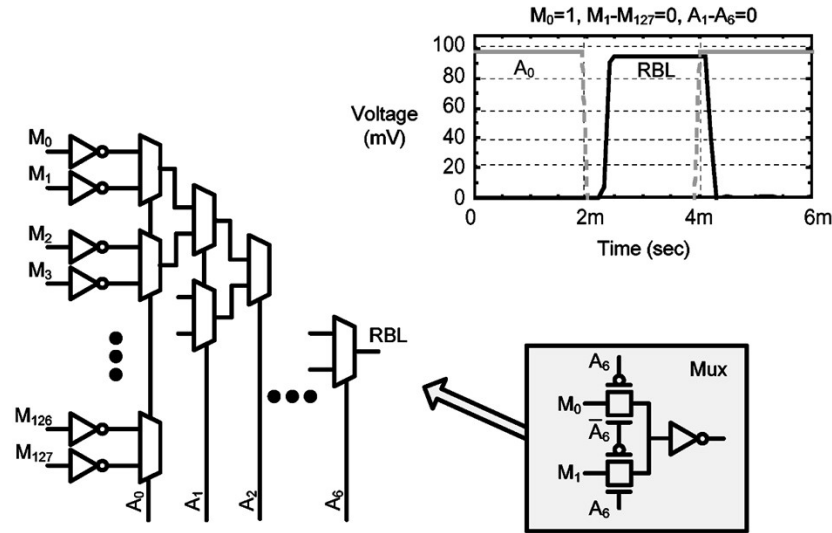 M0=1, M1-M127=0, A1-A6=0
100
80
60
40
20
0
Voltage
(mV)
A0
RBL
0
2m
4m
6m
Time (sec)
M0
M1
M2
M3
M126
M127
A0
A1
A2
A6
RBL
Mux
A6
M0
A̅6
M1
A6